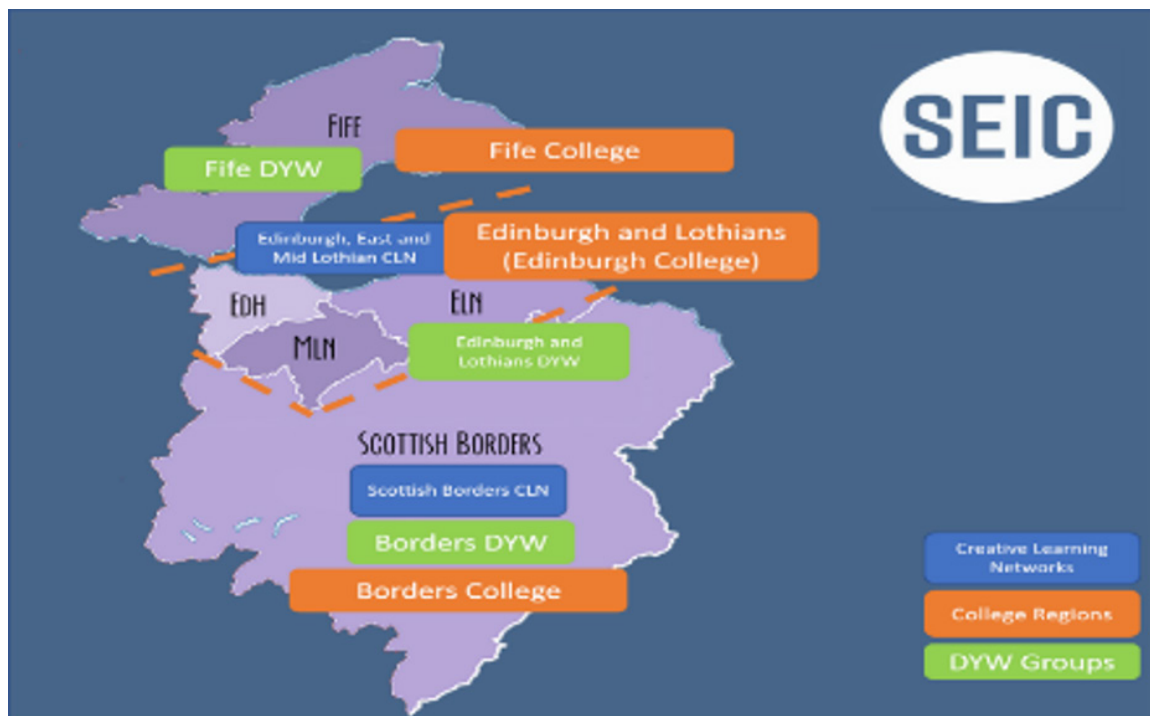 SEIC
FIFE
Fife College
Fife DYW
Edinburgh, East and
Mid Lothian CLN
Edinburgh and Lothians
(Edinburgh College)
EDH
ELN
MLN
Edinburgh and
Lothians DYW
SCOTTISH BORDERS
Scottish Borders CLN
Borders DYW
Borders College
Creative Learning
Networks
College Regions
DYW Groups